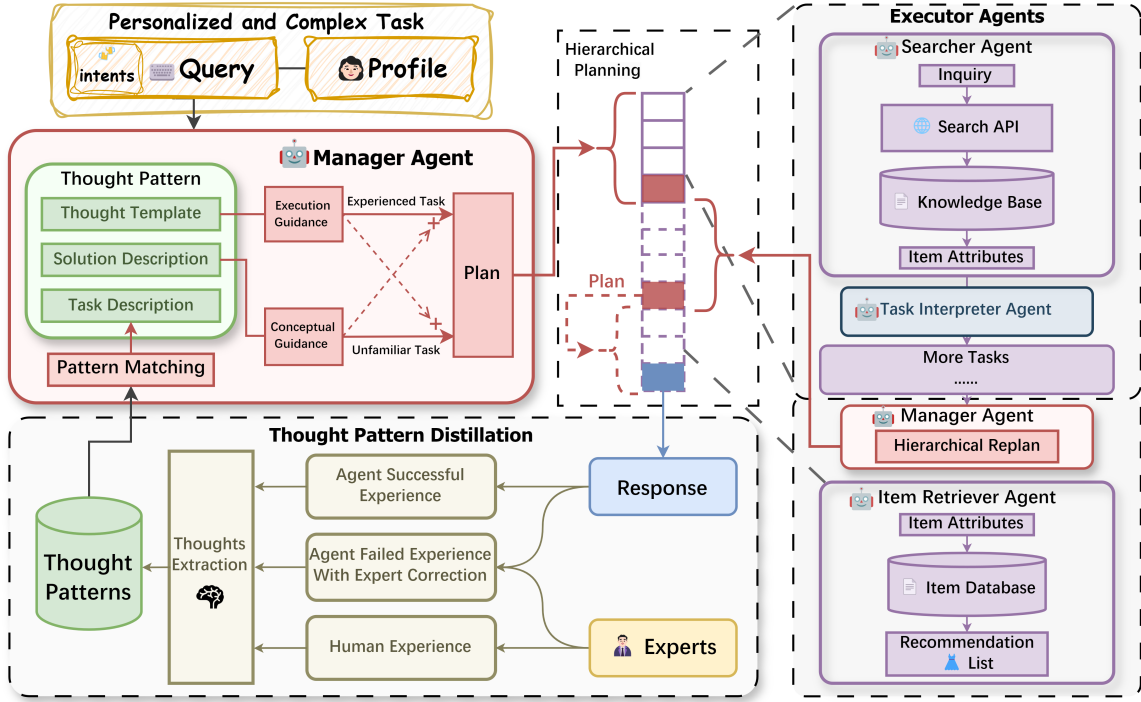 Personalized and Complex Task
intents
Query
Profile
Manager Agent
Thought Pattern
Thought Template
Solution Description
Task Description
Pattern Matching
Execution
Guidance
Conceptual
Guidance
Experienced Task
Unfamiliar Task
Plan
Hierarchical
Planning
Plan
Executor Agents
Searcher Agent
Inquiry
Search API
Knowledge Base
Item Attributes
Task Interpreter Agent
More Tasks
......
Manager Agent
Hierarchical Replan
Item Retriever Agent
Item Attributes
Item Database
Recommendation
List
Thought Pattern Distillation
Thought
Patterns
Thoughts
Extraction
Agent Successful
Experience
Agent Failed Experience
With Expert Correction
Human Experience
Response
Experts